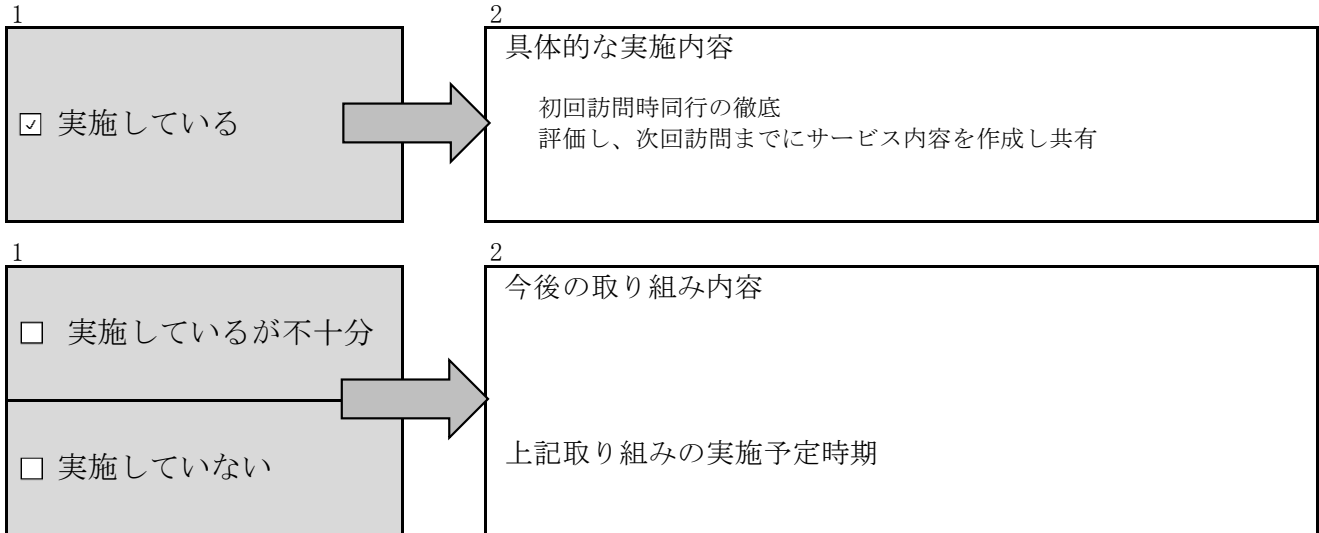 1
2
☑ 実施している
具体的な実施内容
初回訪問時同行の徹底
評価し、次回訪問までにサービス内容を作成し共有
1
2
☐ 実施しているが不十分
☐ 実施していない
今後の取り組み内容
上記取り組みの実施予定時期